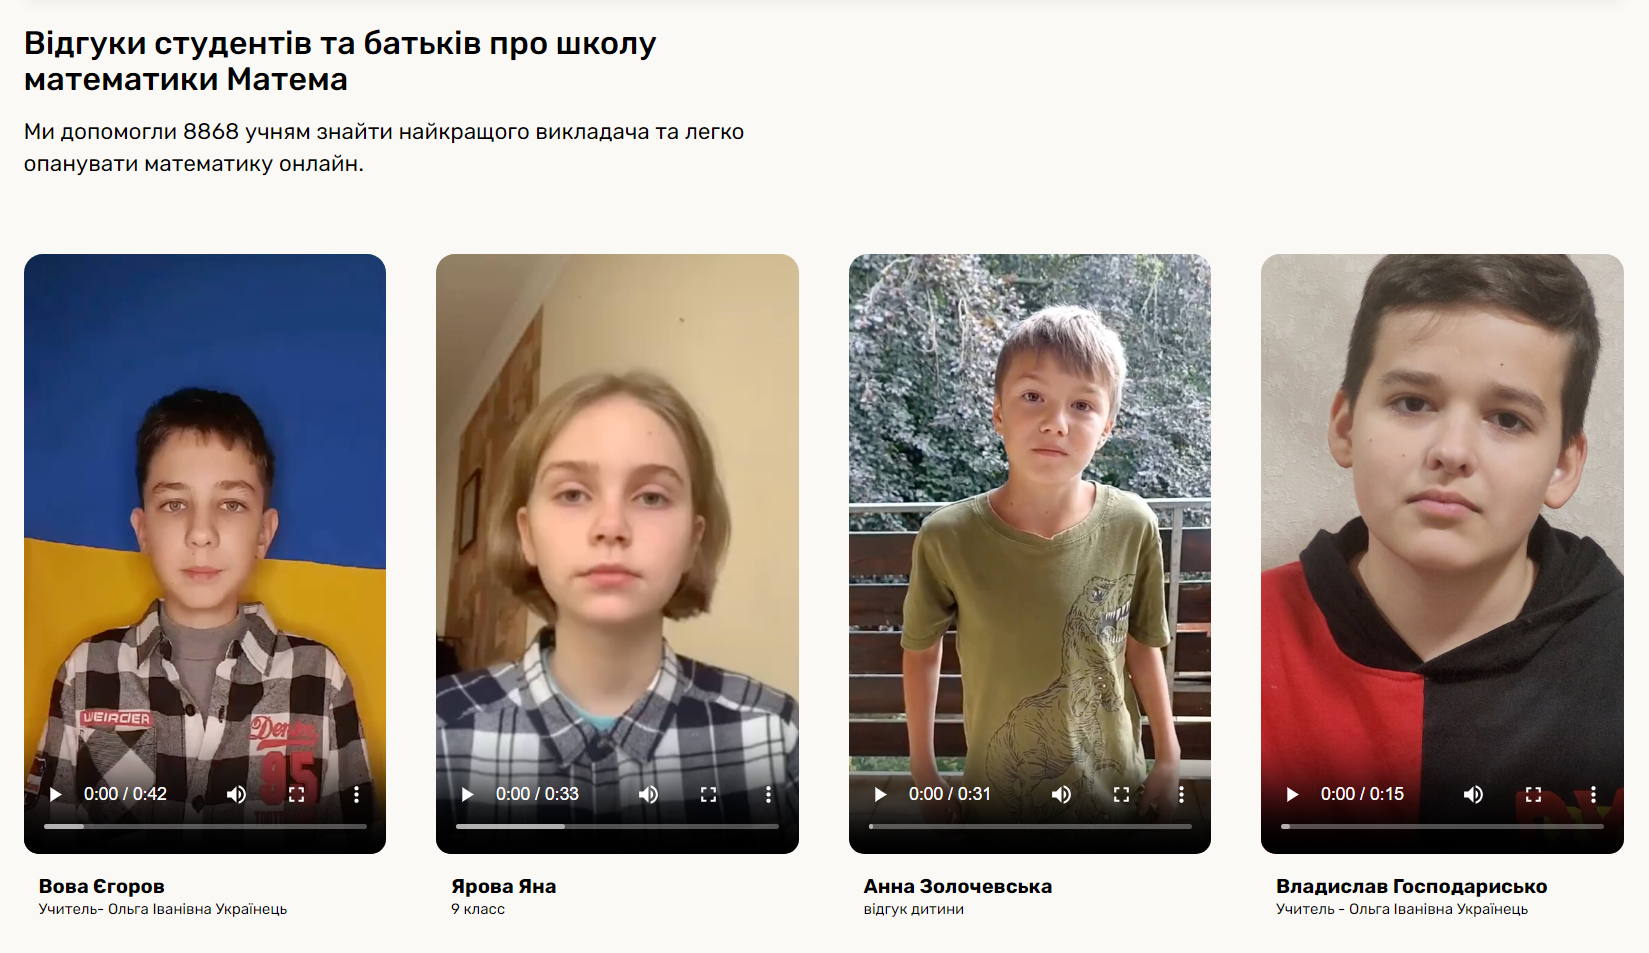 Відгуки студентів та батьків про школу
математики Матема
Ми допомогли 8868 учням знайти найкращого викладача та легко
опанувати математику онлайн.
WEIRDER
95
0:00 / 0:42
0:00 / 0:33
0:00 / 0:31
0:00 / 0:15
Вова Єгоров
Учитель- Ольга Іванівна Українець
Ярова Яна
9 класс
Анна Золочевська
відгук дитини
Владислав Господарисько
Учитель - Ольга Іванівна Українець